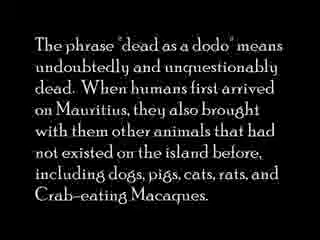 The phrase "dead as a dodo" means
undoubtedly and unquestionably
dead. When humans first arrived
on Mauritius, they also brought
with them other animals that had
not existed on the island before,
including dogs, pigs, cats, rats, and
Crab-eating Macaques.